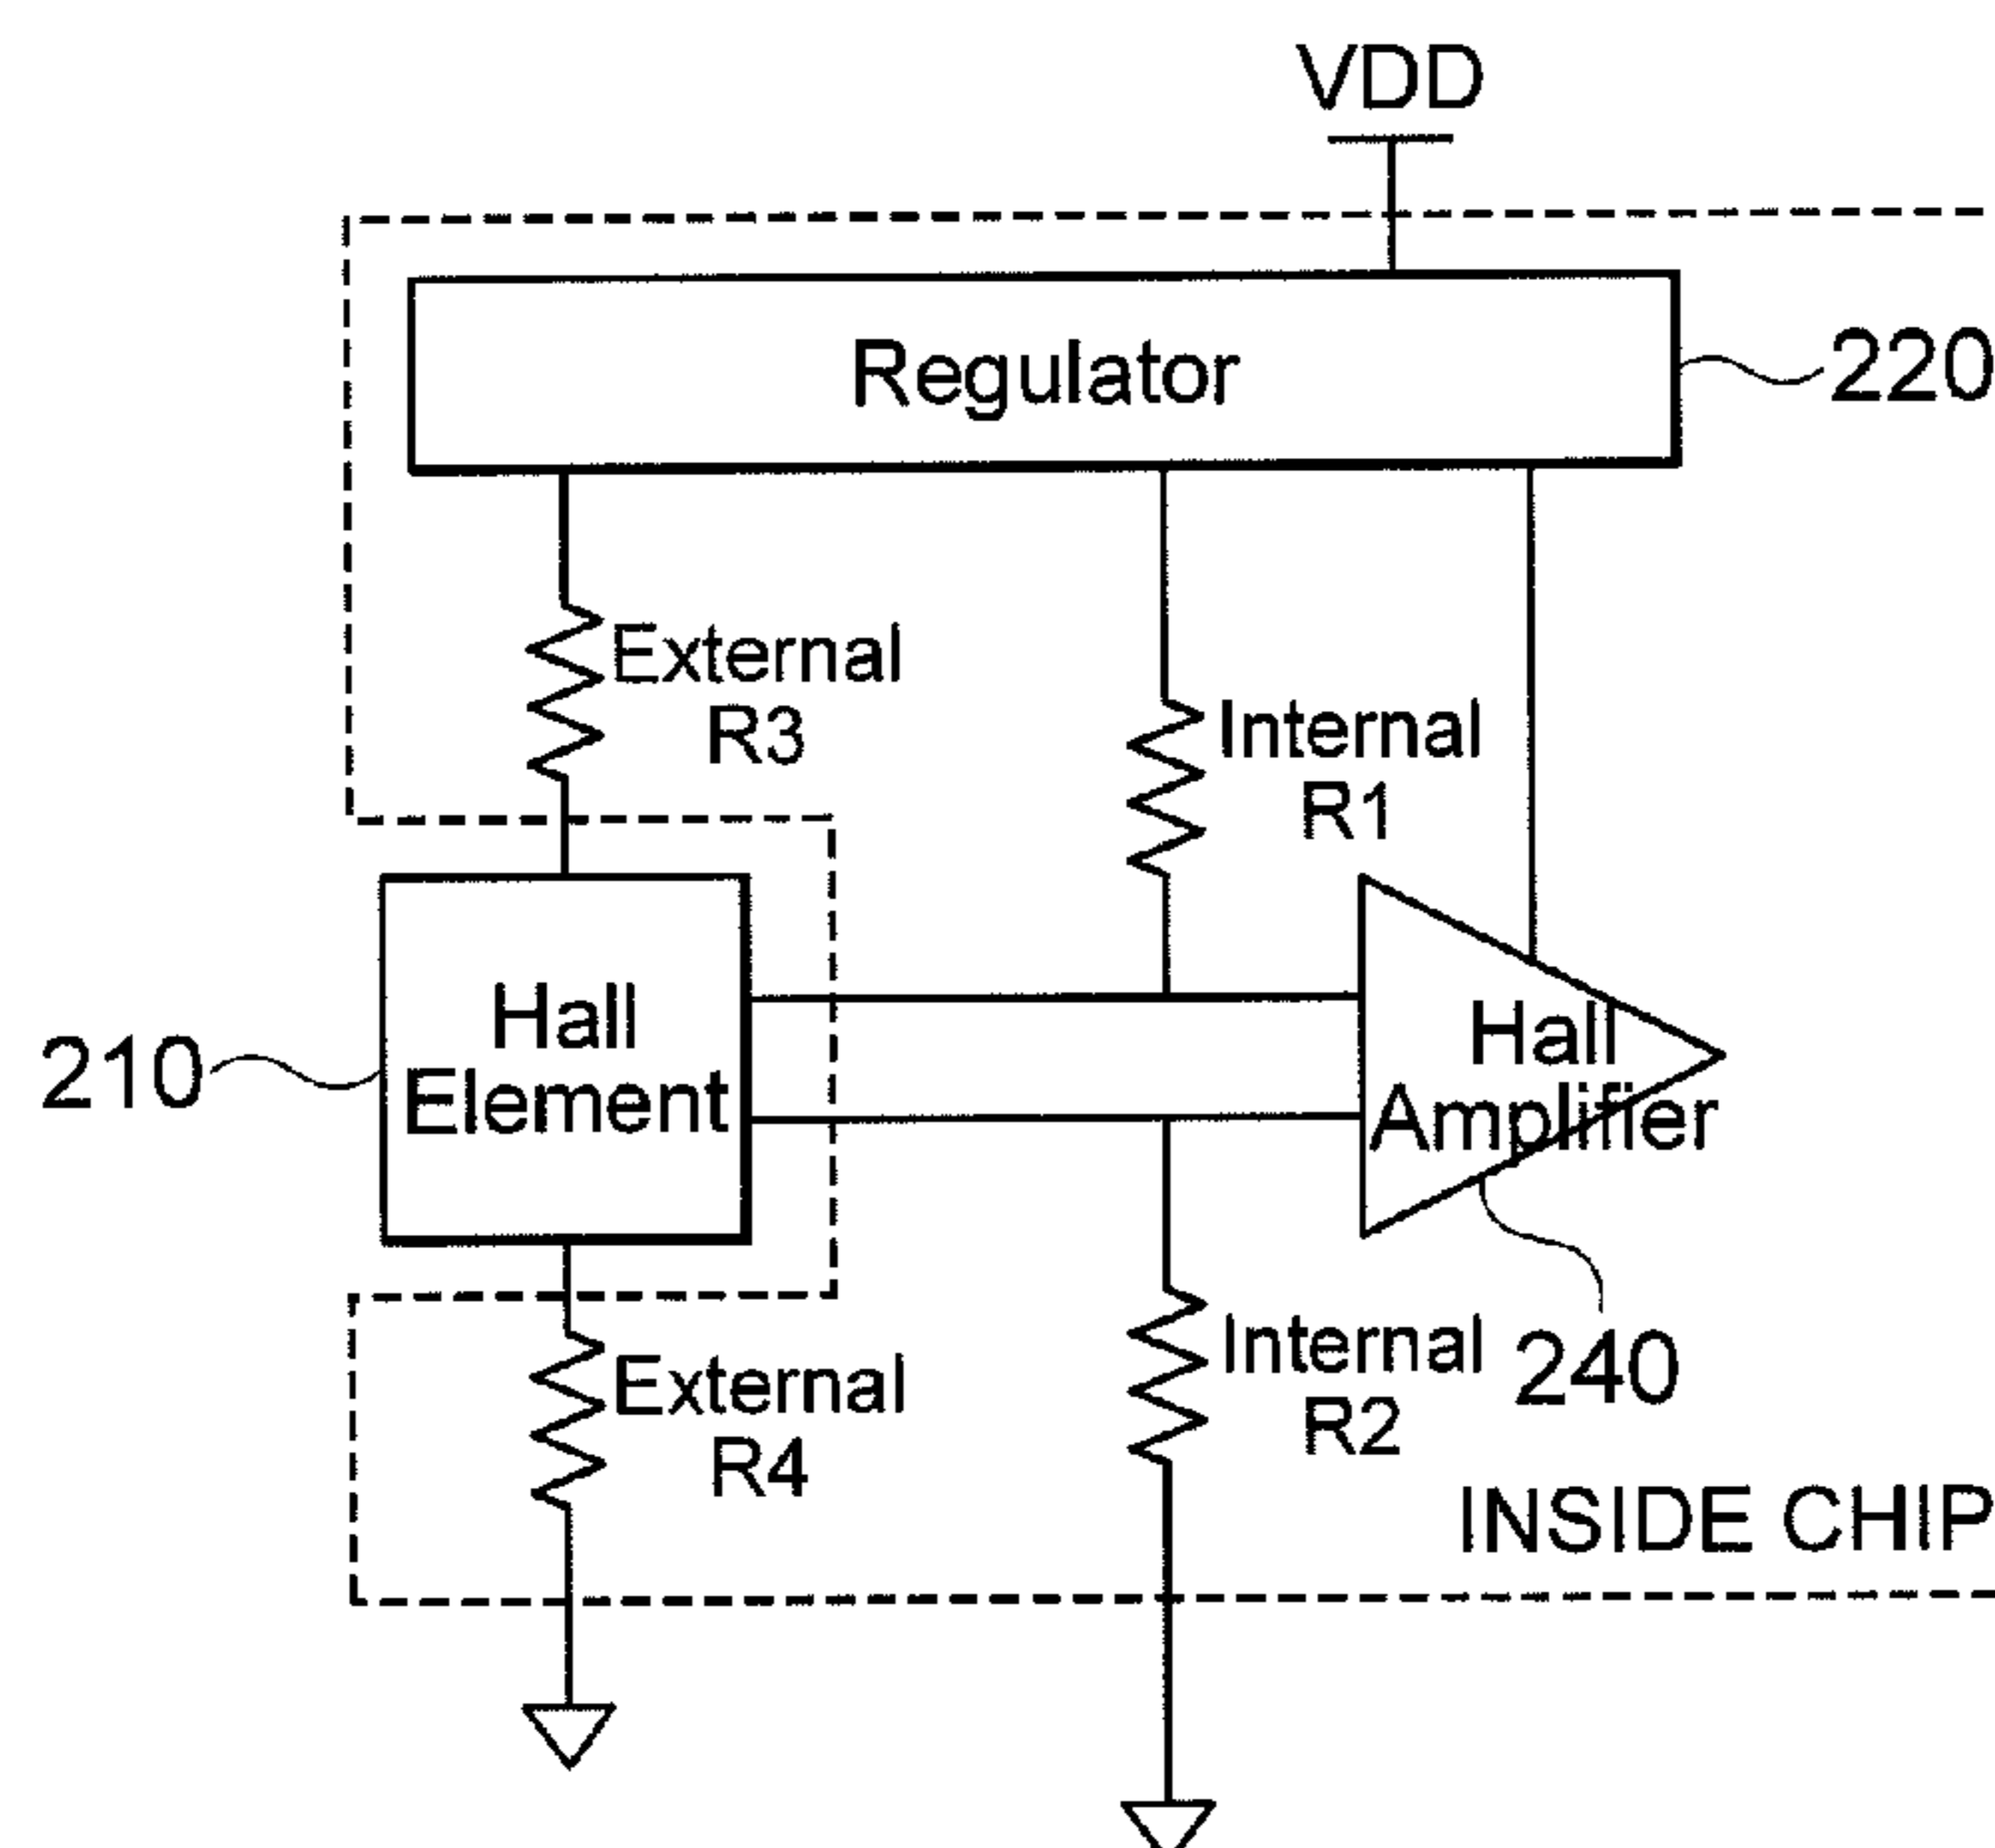 VDD
Regulator
220
External
R3
Internal
R1
Hall
Element
210
Hall
Amplifier
240
External
R4
Internal
R2
INSIDE CHIP